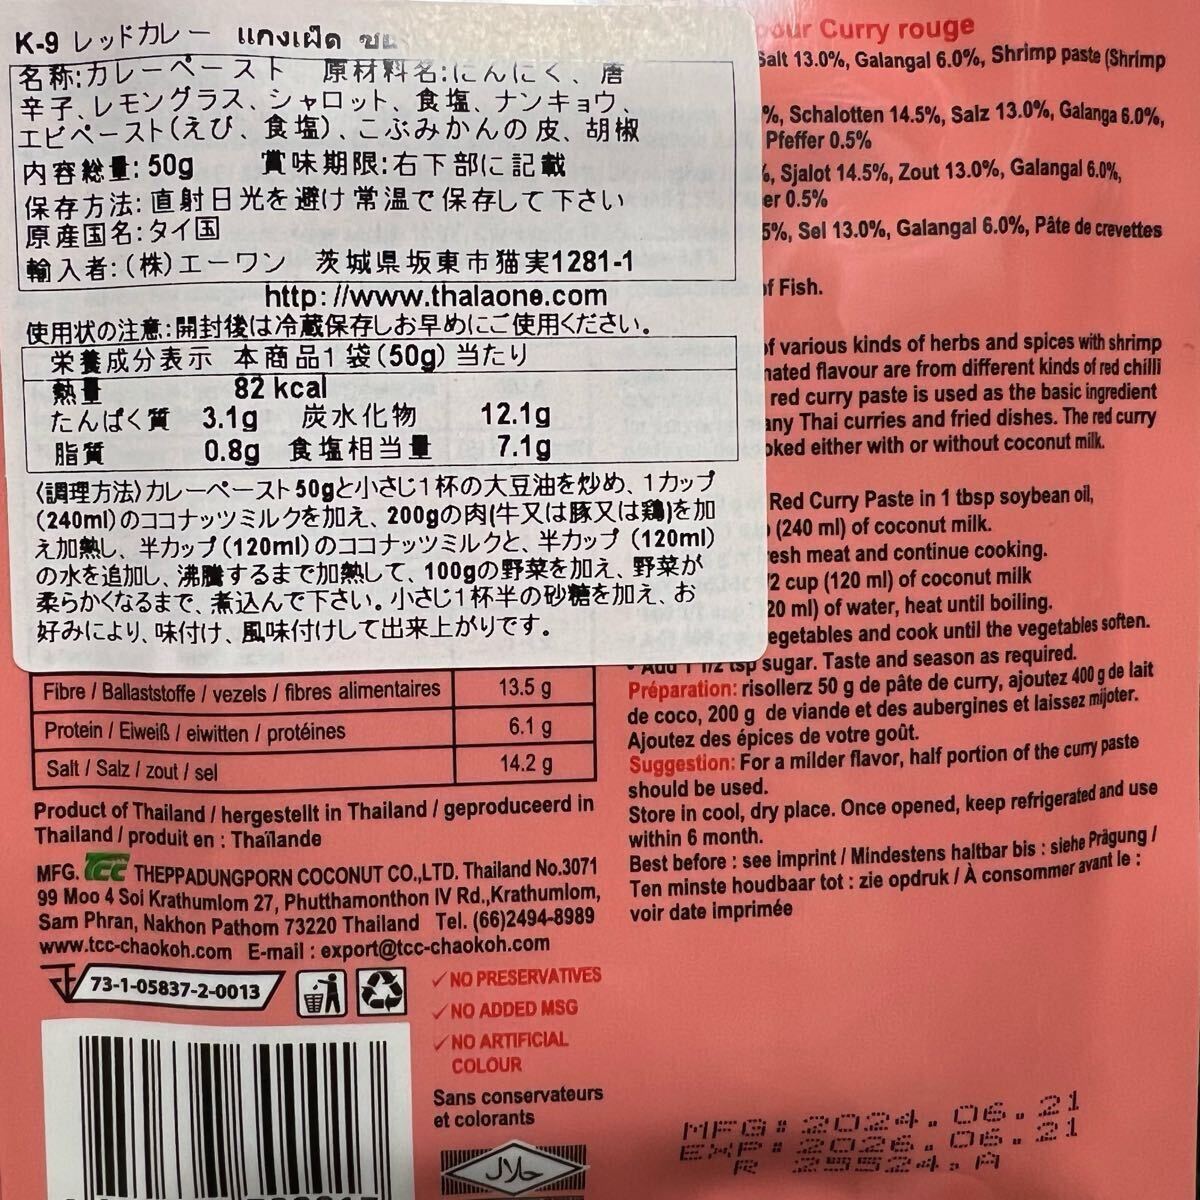 K-9 レッドカレー แกงเผ็ด
名称:カレーペースト 原材料名:にんにく、唐
辛子、レモングラス、シャロット、食塩、ナンキョウ、
エビペースト(えび、食塩)、こぶみかんの皮、胡椒
内容総量:50g 賞味期限:右下部に記載
保存方法:直射日光を避け常温で保存して下さい
原産国名:タイ国
輸入者:(株)エーワン 茨城県坂東市猫実1281-1
http://www.thalaone.com
使用状の注意:開封後は冷蔵保存しお早めにご使用ください。
栄養成分表示 本商品1袋(50g)当たり
熱量 82 kcal
たんぱく質 3.1g 炭水化物 12.1g
脂質 0.8g 食塩相当量 7.1g
〈調理方法〉カレーペースト50gと小さじ1杯の大豆油を炒め、1カップ
(240ml)のココナッツミルクを加え、200gの肉(牛又は豚又は鶏)を加
え加熱し、半カップ(120ml)のココナッツミルクと、半カップ(120ml)
の水を追加し、沸騰するまで加熱して、100gの野菜を加え、野菜が
柔らかくなるまで、煮込んで下さい。小さじ1杯半の砂糖を加え、お
好みにより、味付け、風味付けして出来上がりです。
Fibre / Ballaststoffe / vezels / fibres alimentaires 13.5 g
Protein / Eiweiß / eiwitten / protéines 6.1 g
Salt / Salz / zout / sel 14.2 g
Product of Thailand / hergestellt in Thailand / geproduceerd in
Thailand / produit en : Thaïlande
MFG. TCC THEPPADUNGPORN COCONUT CO.,LTD. Thailand No.3071
99 Moo 4 Soi Krathumlom 27, Phutthamonthon IV Rd.,Krathumlom,
Sam Phran, Nakhon Pathom 73220 Thailand Tel. (66)2494-8989
www.tcc-chaokoh.com E-mail : export@tcc-chaokoh.com
73-1-05837-2-0013
✓ NO PRESERVATIVES
✓ NO ADDED MSG
✓ NO ARTIFICIAL
COLOUR
Sans conservateurs
et colorants
حلال
pour Curry rouge
Salt 13.0%, Galangal 6.0%, Shrimp paste (Shrimp
%, Schalotten 14.5%, Salz 13.0%, Galanga 6.0%,
Pfeffer 0.5%
%, Sjalot 14.5%, Zout 13.0%, Galangal 6.0%,
er 0.5%
5%, Sel 13.0%, Galangal 6.0%, Pâte de crevettes
of Fish.
of various kinds of herbs and spices with shrimp
nated flavour are from different kinds of red chilli
red curry paste is used as the basic ingredient
any Thai curries and fried dishes. The red curry
oked either with or without coconut milk.
Red Curry Paste in 1 tbsp soybean oil,
(240 ml) of coconut milk.
esh meat and continue cooking.
/2 cup (120 ml) of coconut milk
20 ml) of water, heat until boiling.
egetables and cook until the vegetables soften.
• Add 1 1/2 tsp sugar. Taste and season as required.
Préparation: risollerz 50 g de pâte de curry, ajoutez 400 g de lait
de coco, 200 g de viande et des aubergines et laissez mijoter.
Ajoutez des épices de votre goût.
Suggestion: For a milder flavor, half portion of the curry paste
should be used.
Store in cool, dry place. Once opened, keep refrigerated and use
within 6 month.
Best before : see imprint / Mindestens haltbar bis : siehe Prägung /
Ten minste houdbaar tot : zie opdruk / À consommer avant le :
voir date imprimée
MFG: 2024. 06. 21
EXP: 2026. 06. 21
R 25524. A